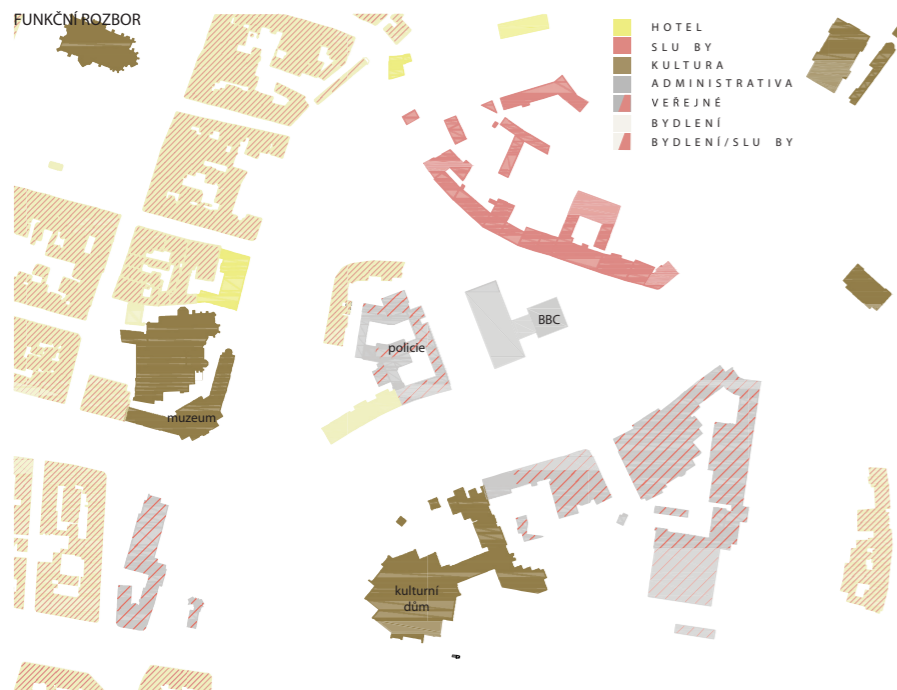 FUNKČNÍ ROZBOR
HOTEL
SLU BY
KULTURA
ADMINISTRATIVA
VEŘEJNÉ
BYDLENÍ
BYDLENÍ/SLU BY
BBC
policie
muzeum
kulturní
dům